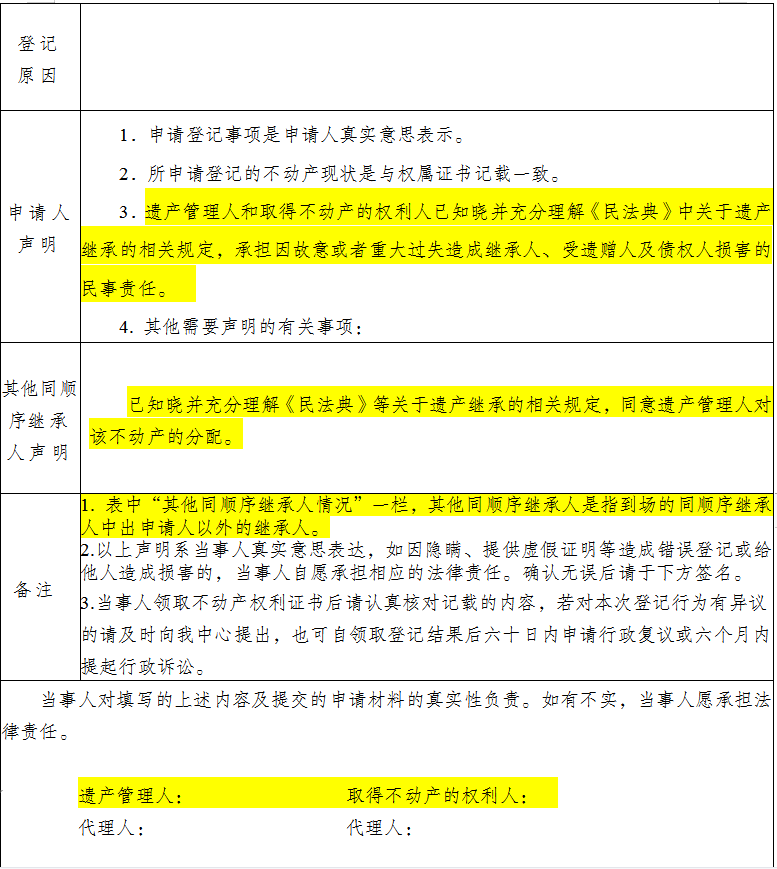 登记
原因
申请人
声明
1. 申请登记事项是申请人真实意思表示。
2. 所申请登记的不动产现状是与权属证书记载一致。
3. 遗产管理人和取得不动产的权利人已知晓并充分理解《民法典》中关于遗产
继承的相关规定，承担因故意或者重大过失造成继承人、受遗赠人及债权人损害的
民事责任。
4. 其他需要声明的有关事项：
其他同顺
序继承
人声明
已知晓并充分理解《民法典》等关于遗产继承的相关规定，同意遗产管理人对
该不动产的分配。
备注
1. 表中“其他同顺序继承人情况”一栏，其他同顺序继承人是指到场的同顺序继承
人中出申请人以外的继承人。
2.以上声明系当事人真实意思表达，如因隐瞒、提供虚假证明等造成错误登记或给
他人造成损害的，当事人自愿承担相应的法律责任。确认无误后请于下方签名。
3.当事人领取不动产权利证书后请认真核对记载的内容，若对本次登记行为有异议
的请及时向我中心提出，也可自领取登记结果后六十日内申请行政复议或六个月内
提起行政诉讼。
当事人对填写的上述内容及提交的申请材料的真实性负责。如有不实，当事人愿承担法
律责任。
遗产管理人： 取得不动产的权利人：
代理人： 代理人：